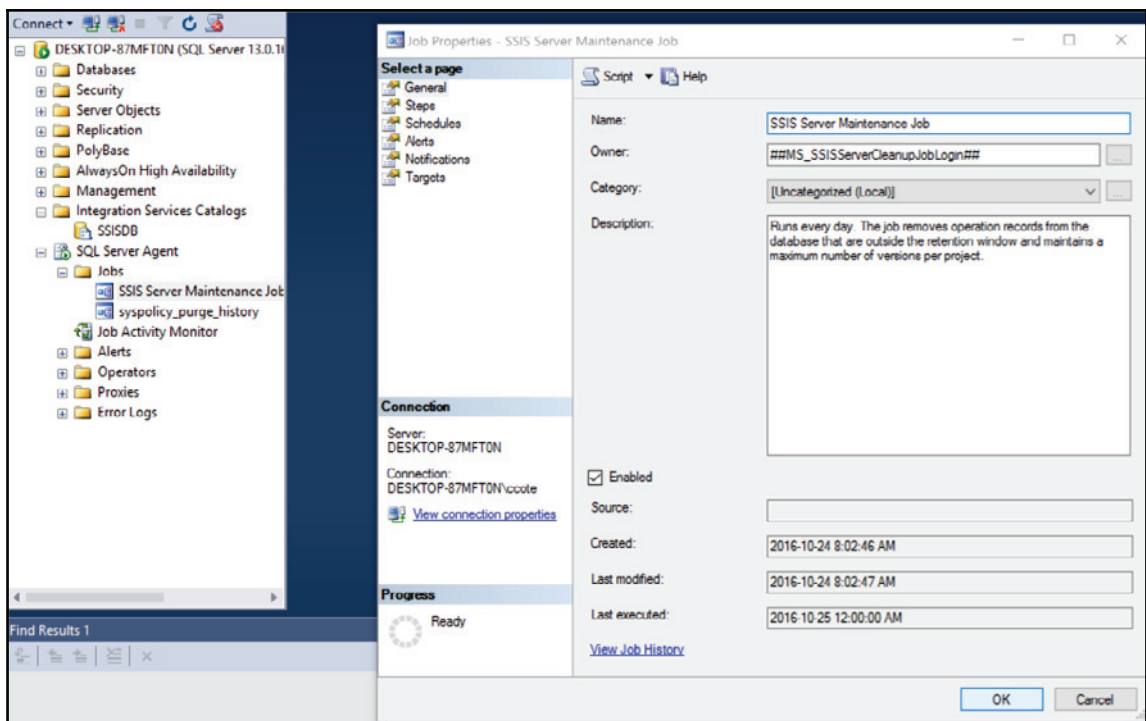 Connect
DESKTOP-87MFT0N (SQL Server 13.0.16
Databases
Security
Server Objects
Replication
PolyBase
AlwaysOn High Availability
Management
Integration Services Catalogs
SSISDB
SQL Server Agent
Jobs
SSIS Server Maintenance Job
syspolicy_purge_history
Job Activity Monitor
Alerts
Operators
Proxies
Error Logs
Find Results 1
Job Properties - SSIS Server Maintenance Job
Select a page
General
Steps
Schedules
Alerts
Notifications
Targets
Connection
Server:
DESKTOP-87MFT0N
Connection:
DESKTOP-87MFT0N\ccote
View connection properties
Progress
Ready
Script Help
Name: SSIS Server Maintenance Job
Owner: ##MS_SSISServerCleanupJobLogin## ...
Category: [Uncategorized (Local)] ...
Description: Runs every day. The job removes operation records from the
database that are outside the retention window and maintains a
maximum number of versions per project.
Enabled
Source:
Created: 2016-10-24 8:02:46 AM
Last modified: 2016-10-24 8:02:47 AM
Last executed: 2016-10-25 12:00:00 AM
View Job History
OK Cancel